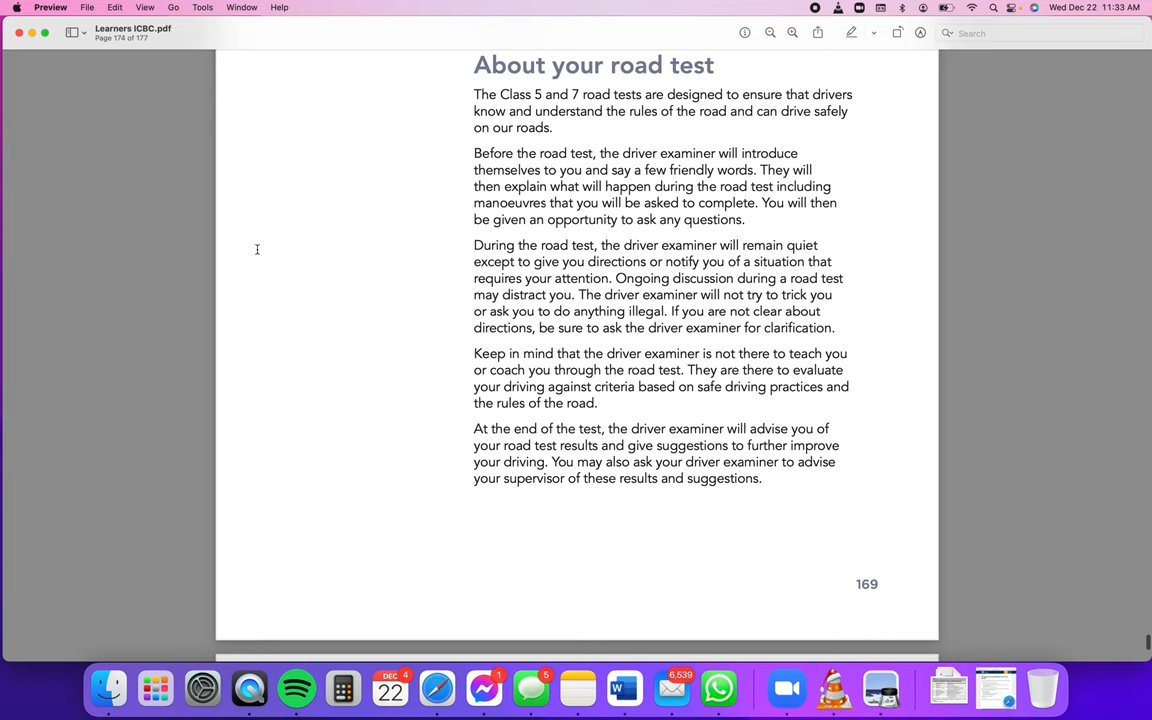 Preview File Edit View Go Tools Window Help Wed Dec 22 11:33 AM
Learners ICBC.pdf
Page 174 of 177
Search
About your road test
The Class 5 and 7 road tests are designed to ensure that drivers
know and understand the rules of the road and can drive safely
on our roads.
Before the road test, the driver examiner will introduce
themselves to you and say a few friendly words. They will
then explain what will happen during the road test including
manoeuvres that you will be asked to complete. You will then
be given an opportunity to ask any questions.
During the road test, the driver examiner will remain quiet
except to give you directions or notify you of a situation that
requires your attention. Ongoing discussion during a road test
may distract you. The driver examiner will not try to trick you
or ask you to do anything illegal. If you are not clear about
directions, be sure to ask the driver examiner for clarification.
Keep in mind that the driver examiner is not there to teach you
or coach you through the road test. They are there to evaluate
your driving against criteria based on safe driving practices and
the rules of the road.
At the end of the test, the driver examiner will advise you of
your road test results and give suggestions to further improve
your driving. You may also ask your driver examiner to advise
your supervisor of these results and suggestions.
169
4 1 5 6,539
DEC
22
W